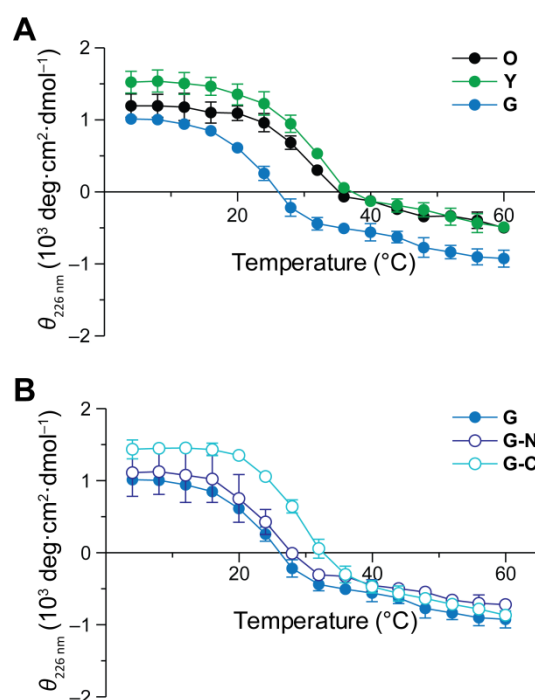 A
2
1
0
–1
–2
20
40
60
θ226 nm (10³ deg·cm²·dmol⁻¹)
Temperature (°C)
O
Y
G
B
2
1
0
–1
–2
20
40
60
θ226 nm (10³ deg·cm²·dmol⁻¹)
Temperature (°C)
G
G-N